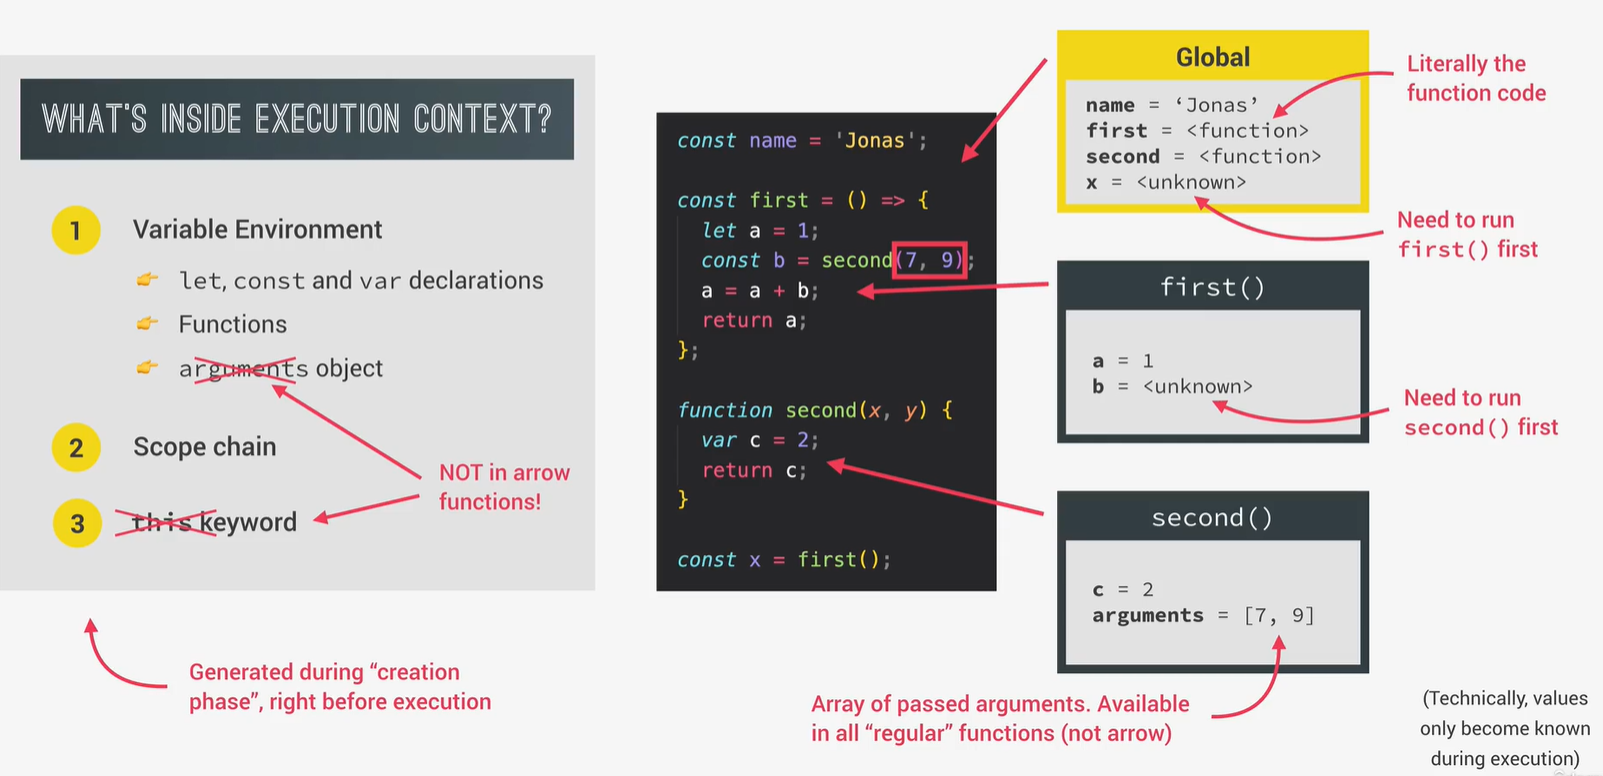 WHAT'S INSIDE EXECUTION CONTEXT?
1 Variable Environment
👉 let, const and var declarations
👉 Functions
👉 arguments object
2 Scope chain
3 this keyword
NOT in arrow
functions!
Generated during “creation
phase”, right before execution
const name = 'Jonas';
const first = () => {
let a = 1;
const b = second(7, 9);
a = a + b;
return a;
};
function second(x, y) {
var c = 2;
return c;
}
const x = first();
Global
name = ‘Jonas’
first = <function>
second = <function>
x = <unknown>
Literally the
function code
Need to run
first() first
first()
a = 1
b = <unknown>
Need to run
second() first
second()
c = 2
arguments = [7, 9]
Array of passed arguments. Available
in all “regular” functions (not arrow)
(Technically, values
only become known
during execution)